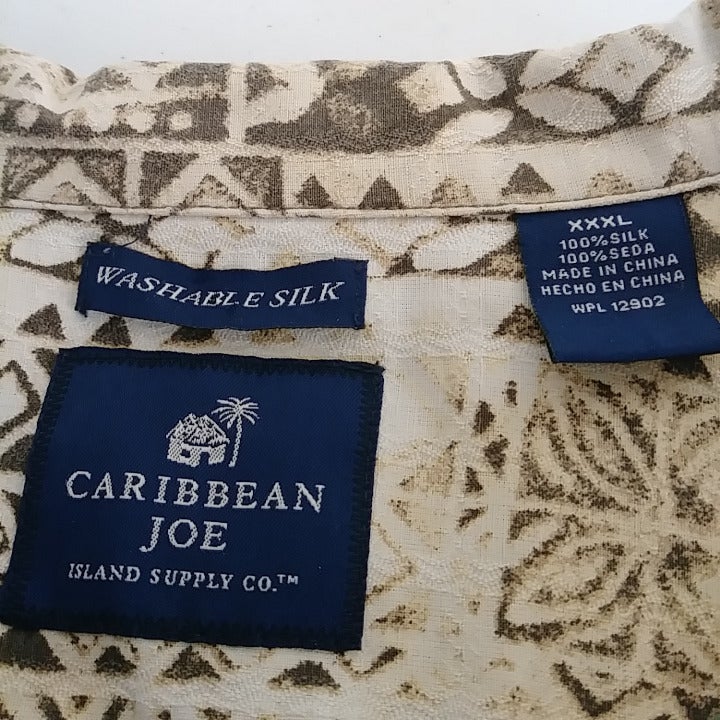 WASHABLE SILK
CARIBBEAN
JOE
ISLAND SUPPLY CO.™
XXXL
100%SILK
100%SEDA
MADE IN CHINA
HECHO EN CHINA
WPL 12902